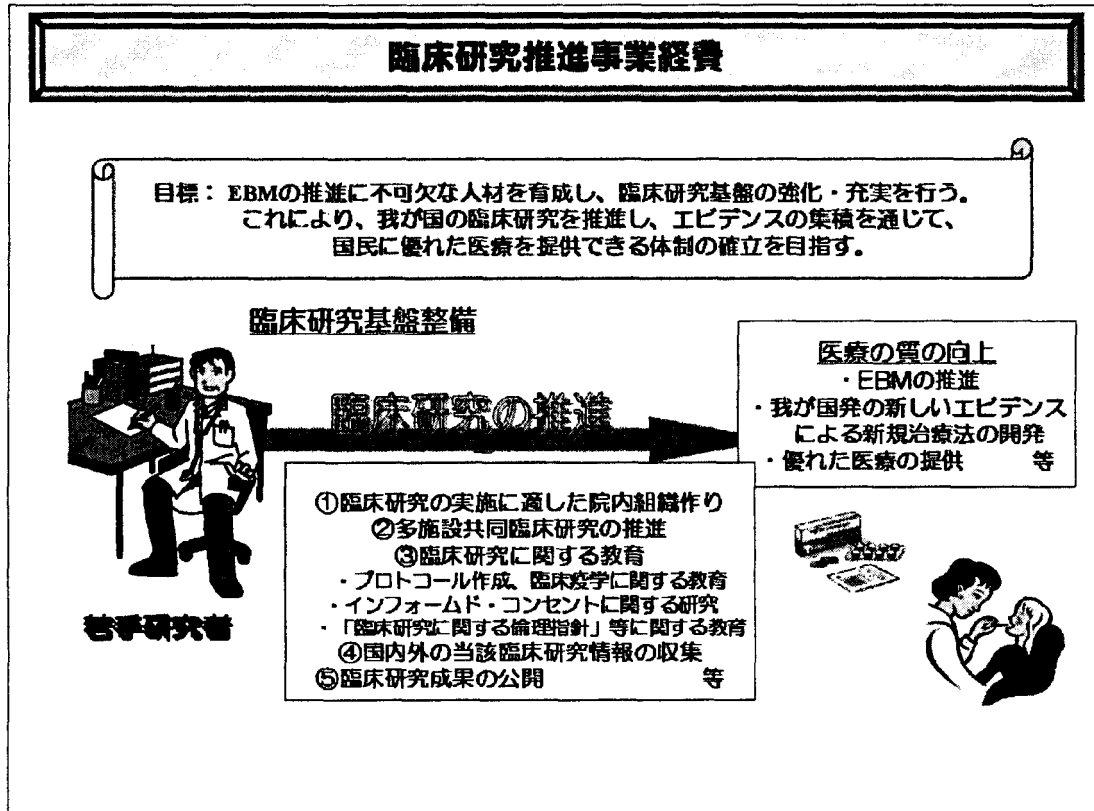 臨床研究推進事業経費
目標： EBMの推進に不可欠な人材を育成し、臨床研究基盤の強化・充実を行う。
これにより、我が国の臨床研究を推進し、エビデンスの集積を通じて、
国民に優れた医療を提供できる体制の確立を目指す。
臨床研究基盤整備
臨床研究の推進
若手研究者
①臨床研究の実施に適した院内組織作り
②多施設共同臨床研究の推進
③臨床研究に関する教育
・プロトコール作成、臨床疫学に関する教育
・インフォームド・コンセントに関する研究
・「臨床研究に関する倫理指針」等に関する教育
④国内外の当該臨床研究情報の収集
⑤臨床研究成果の公開 等
医療の質の向上
・EBMの推進
・我が国発の新しいエビデンス
による新規治療法の開発
・優れた医療の提供 等